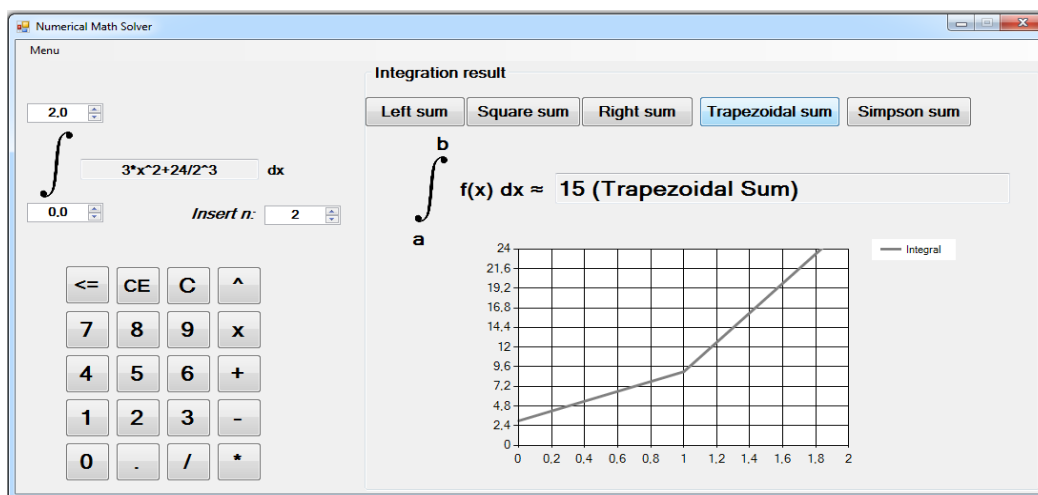 Numerical Math Solver
Menu
2,0
3*x^2+24/2^3 dx
0,0
Insert n: 2
<= CE C ^
7 8 9 x
4 5 6 +
1 2 3 -
0 . / *
Integration result
Left sum Square sum Right sum Trapezoidal sum Simpson sum
b
∫ f(x) dx ≈ 15 (Trapezoidal Sum)
a
24
21,6
19,2
16,8
14,4
12
9,6
7,2
4,8
2,4
0
0 0,2 0,4 0,6 0,8 1 1,2 1,4 1,6 1,8 2
Integral